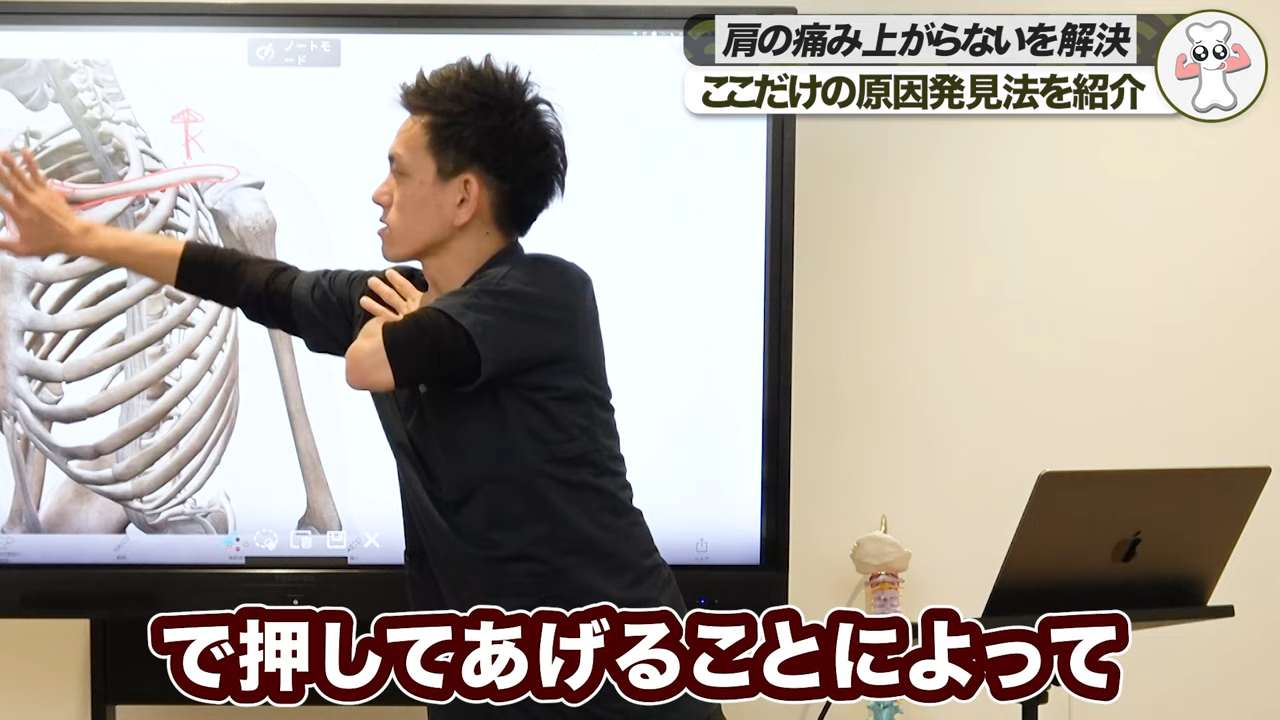 肩の痛み上がらないを解決
ここだけの原因発見法を紹介
ノートモ
ード
で押してあげることによって